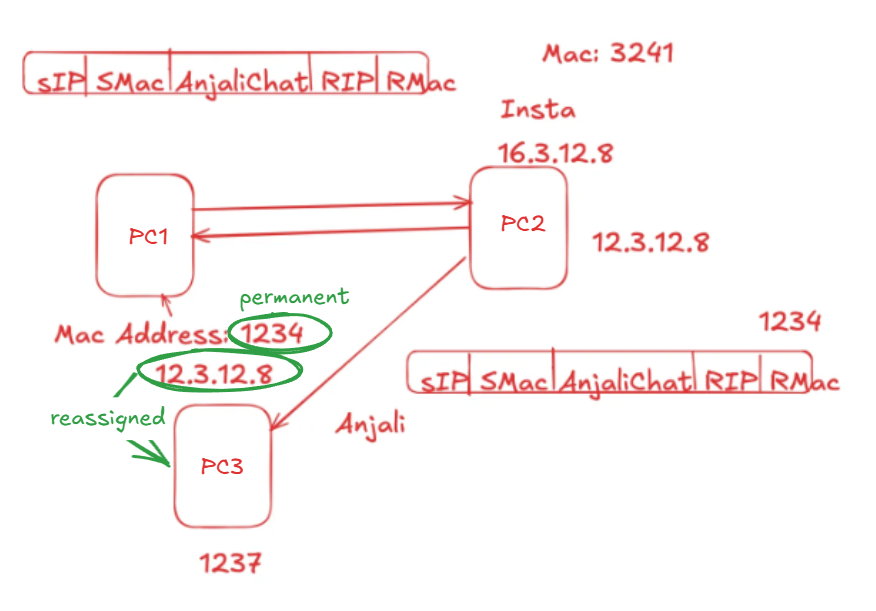 Mac: 3241
sIP SMac AnjaliChat RIP RMac
Insta
16.3.12.8
PC1
PC2
12.3.12.8
permanent
Mac Address: 1234
1234
12.3.12.8
sIP SMac AnjaliChat RIP RMac
reassigned
Anjali
PC3
1237